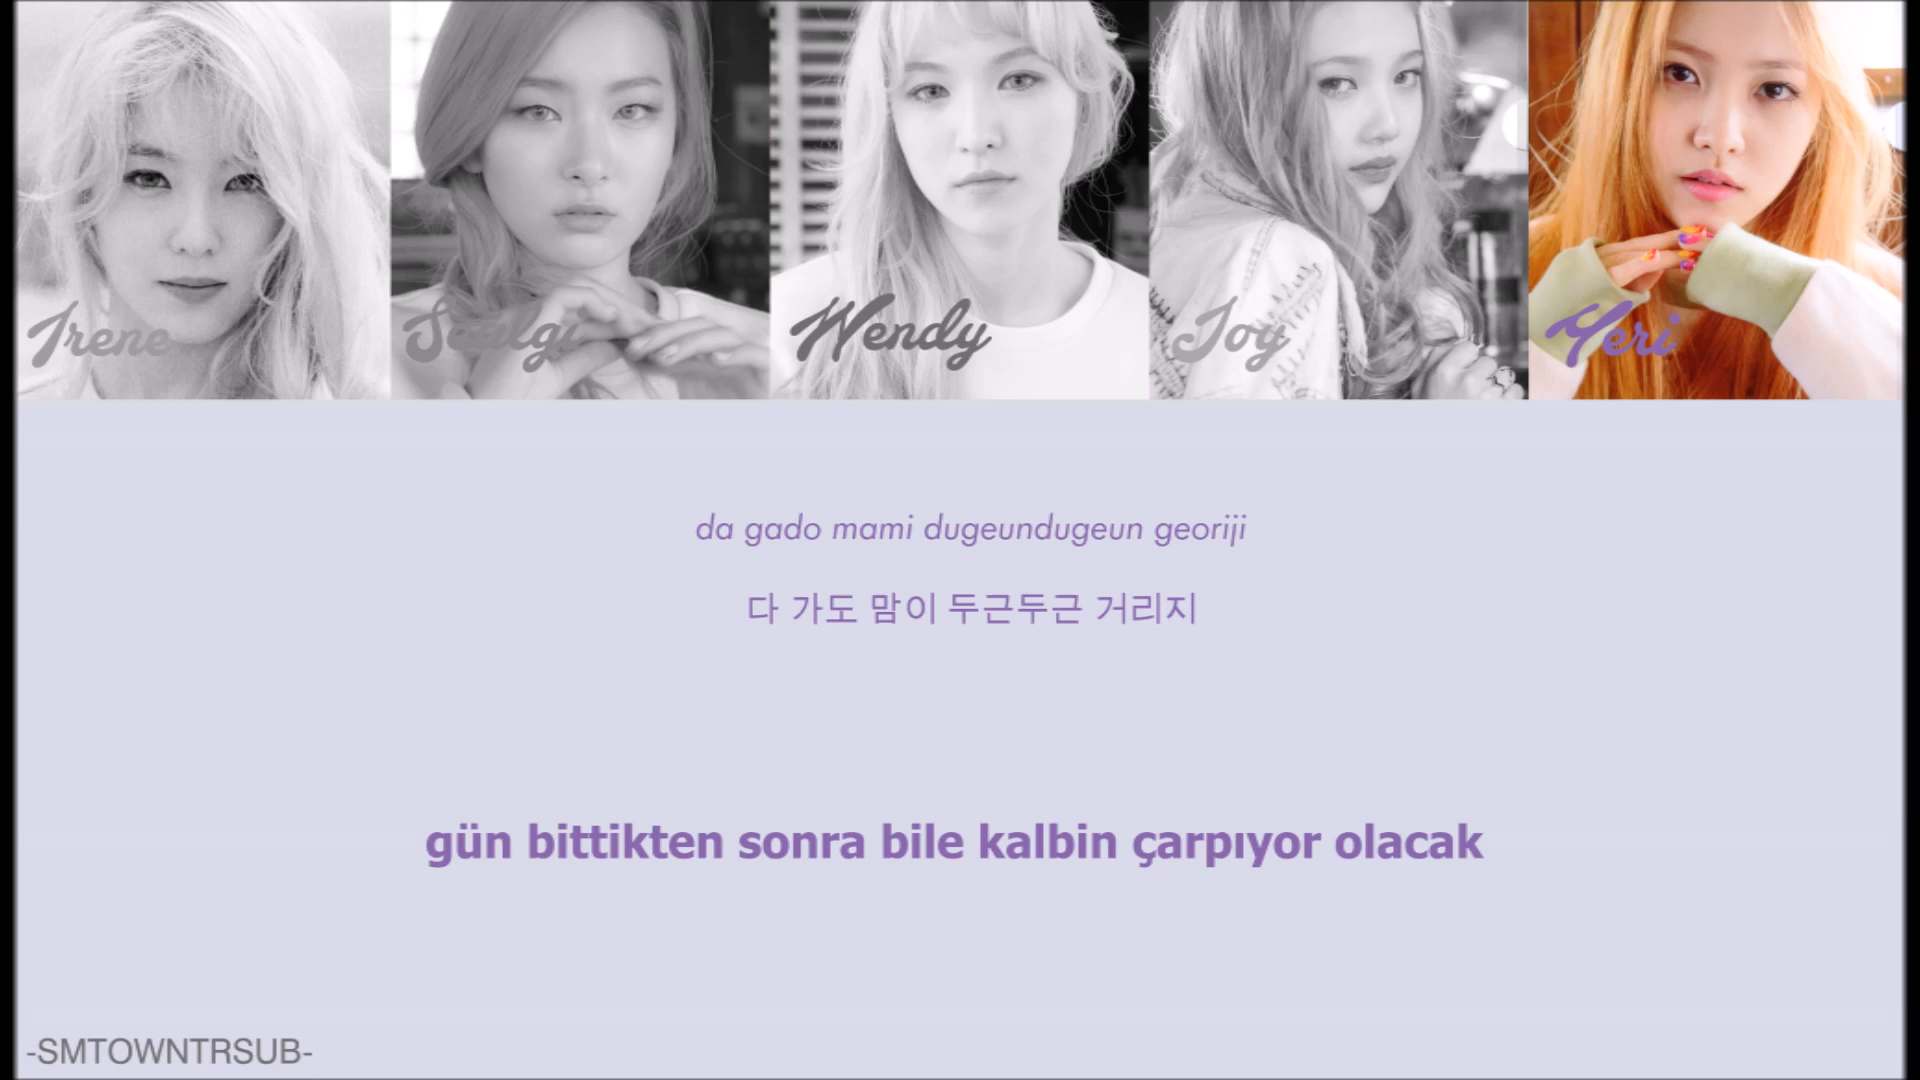 Irene Seulgi Wendy Joy Yeri
da gado mami dugeundugeun georiji
다 가도 맘이 두근두근 거리지
gün bittikten sonra bile kalbin çarpıyor olacak
-SMTOWNTRSUB-